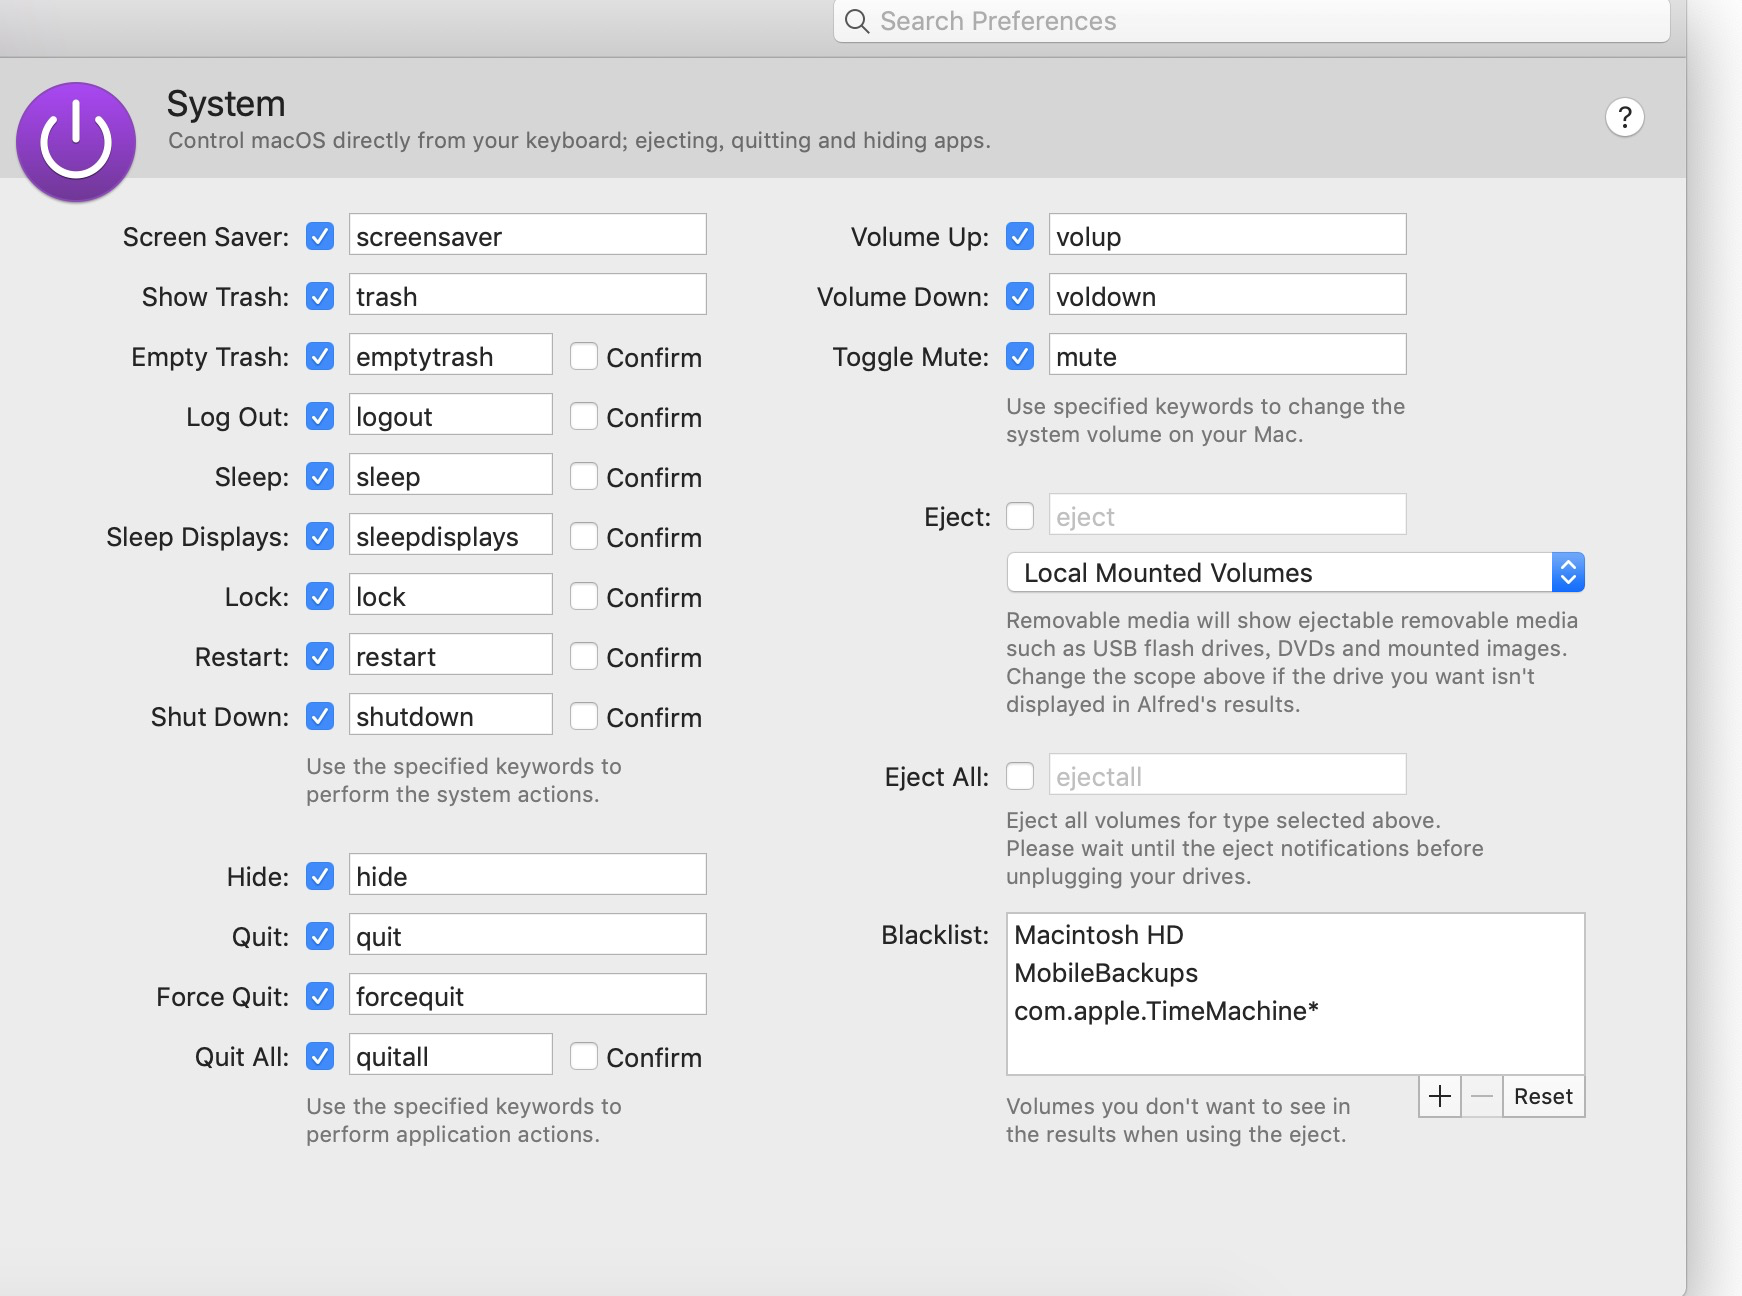 Search Preferences
System
Control macOS directly from your keyboard; ejecting, quitting and hiding apps.
?
Screen Saver: screensaver
Show Trash: trash
Empty Trash: emptytrash Confirm
Log Out: logout Confirm
Sleep: sleep Confirm
Sleep Displays: sleepdisplays Confirm
Lock: lock Confirm
Restart: restart Confirm
Shut Down: shutdown Confirm
Use the specified keywords to
perform the system actions.
Hide: hide
Quit: quit
Force Quit: forcequit
Quit All: quitall Confirm
Use the specified keywords to
perform application actions.
Volume Up: volup
Volume Down: voldown
Toggle Mute: mute
Use specified keywords to change the
system volume on your Mac.
Eject: eject
Local Mounted Volumes
Removable media will show ejectable removable media
such as USB flash drives, DVDs and mounted images.
Change the scope above if the drive you want isn't
displayed in Alfred's results.
Eject All: ejectall
Eject all volumes for type selected above.
Please wait until the eject notifications before
unplugging your drives.
Blacklist: Macintosh HD
MobileBackups
com.apple.TimeMachine*
Reset
Volumes you don't want to see in
the results when using the eject.